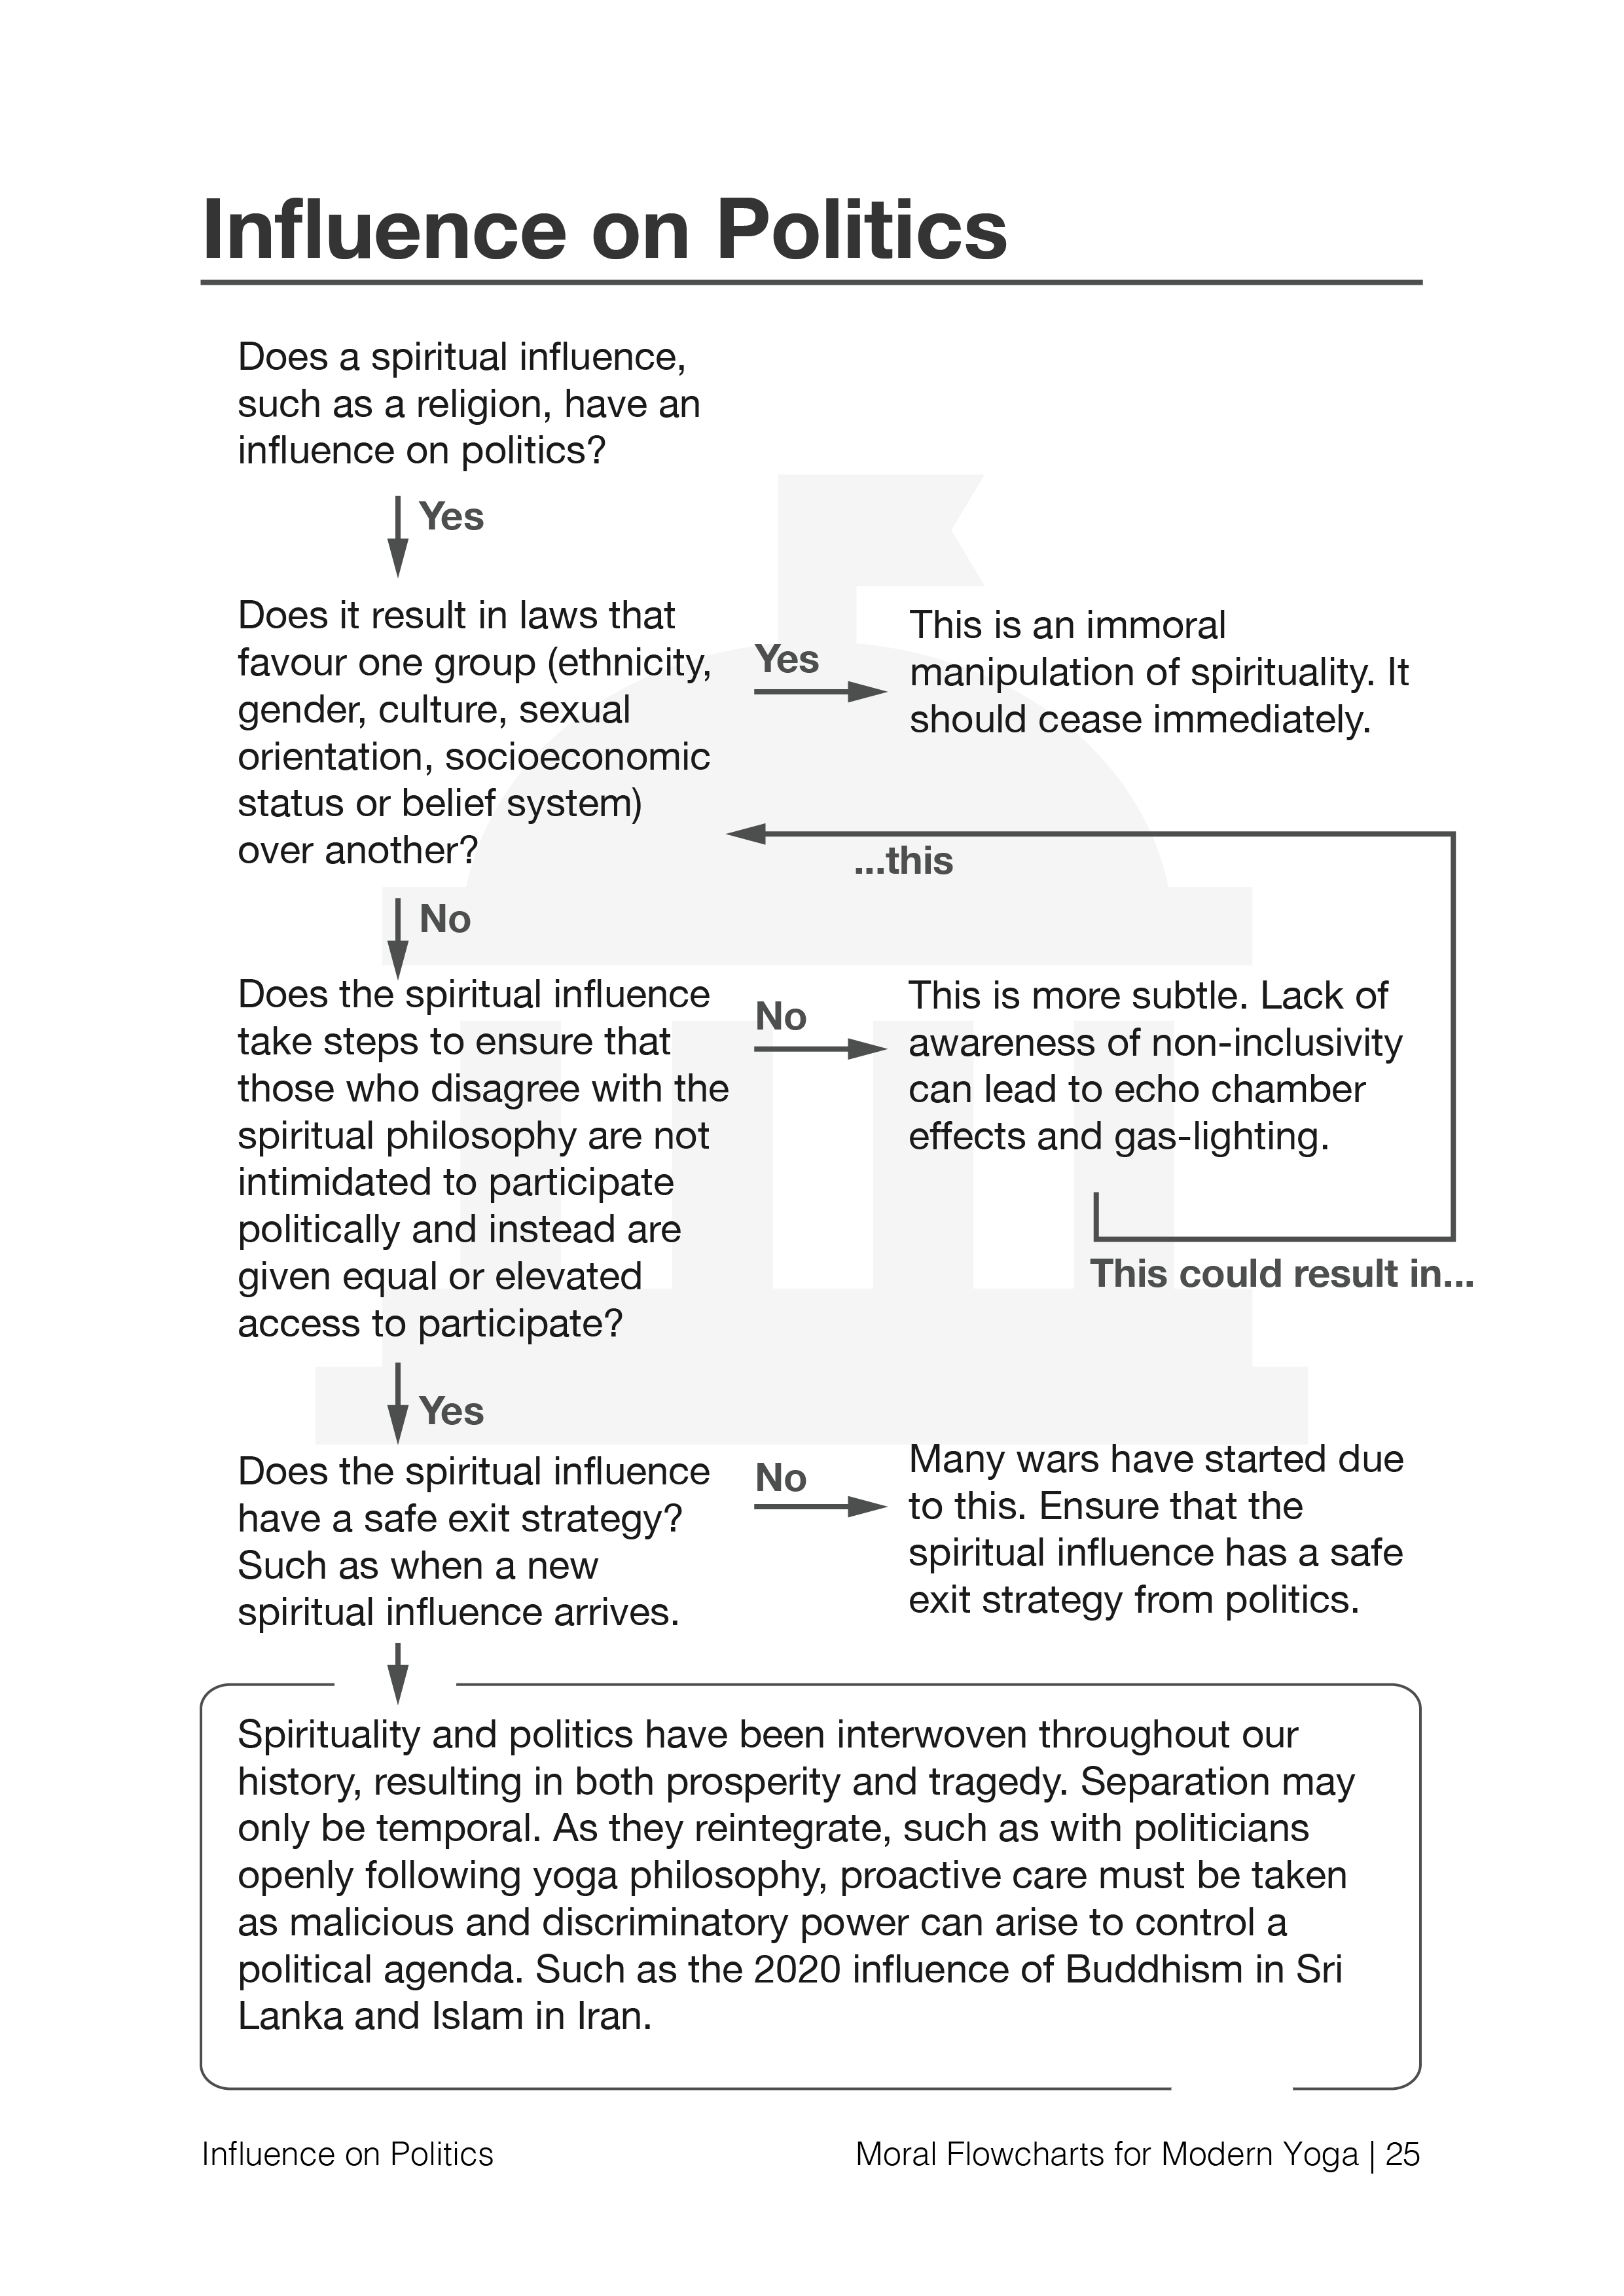 Influence on Politics
Does a spiritual influence,
such as a religion, have an
influence on politics?
Yes
Does it result in laws that
favour one group (ethnicity,
gender, culture, sexual
orientation, socioeconomic
status or belief system)
over another?
Yes
This is an immoral
manipulation of spirituality. It
should cease immediately.
...this
No
Does the spiritual influence
take steps to ensure that
those who disagree with the
spiritual philosophy are not
intimidated to participate
politically and instead are
given equal or elevated
access to participate?
No
This is more subtle. Lack of
awareness of non-inclusivity
can lead to echo chamber
effects and gas-lighting.
This could result in...
Yes
Does the spiritual influence
have a safe exit strategy?
Such as when a new
spiritual influence arrives.
No
Many wars have started due
to this. Ensure that the
spiritual influence has a safe
exit strategy from politics.
Spirituality and politics have been interwoven throughout our
history, resulting in both prosperity and tragedy. Separation may
only be temporal. As they reintegrate, such as with politicians
openly following yoga philosophy, proactive care must be taken
as malicious and discriminatory power can arise to control a
political agenda. Such as the 2020 influence of Buddhism in Sri
Lanka and Islam in Iran.
Influence on Politics
Moral Flowcharts for Modern Yoga | 25